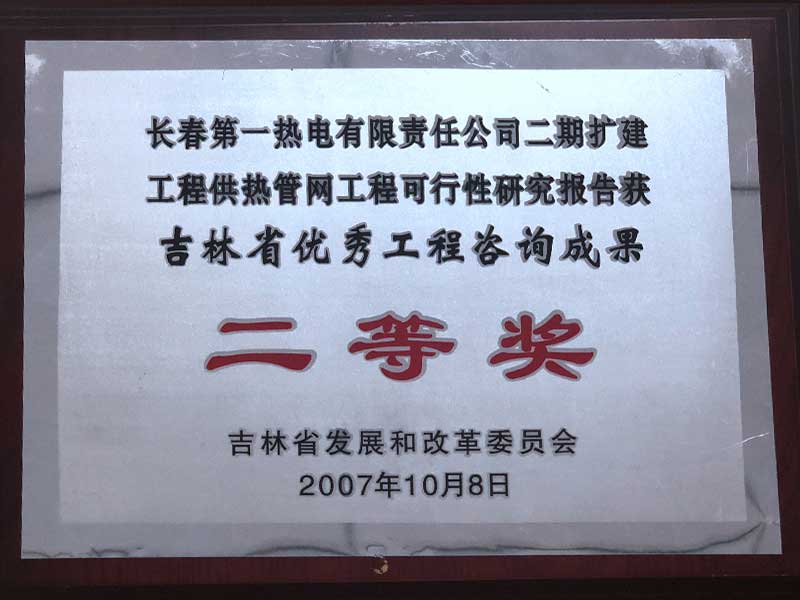 长春第一热电有限责任公司二期扩建
工程供热管网工程可行性研究报告获
吉林省优秀工程咨询成果
二等奖
吉林省发展和改革委员会
2007年10月8日